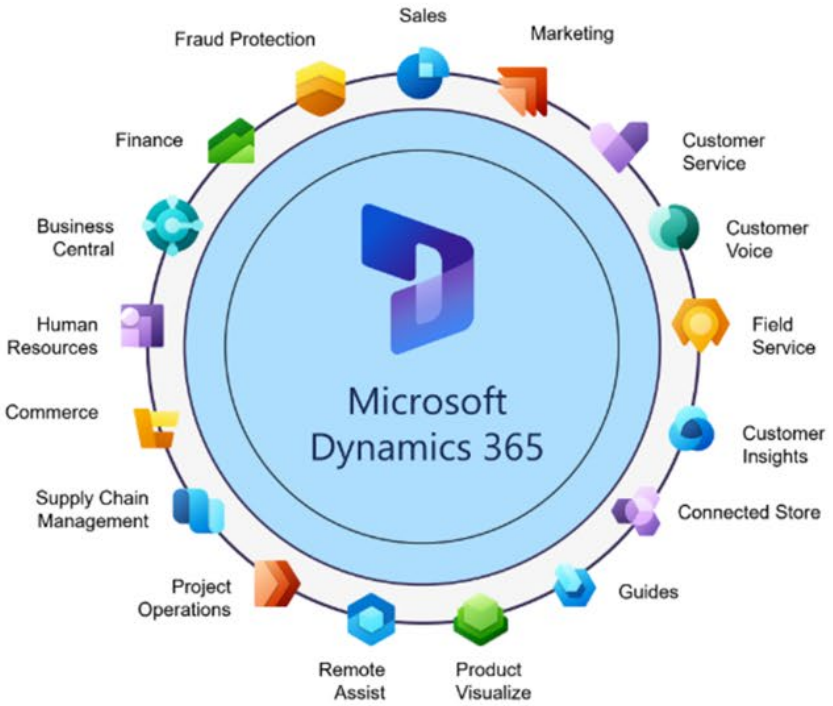 Sales
Marketing
Customer
Service
Customer
Voice
Field
Service
Customer
Insights
Connected Store
Guides
Product
Visualize
Remote
Assist
Project
Operations
Supply Chain
Management
Commerce
Human
Resources
Business
Central
Finance
Fraud Protection
Microsoft
Dynamics 365